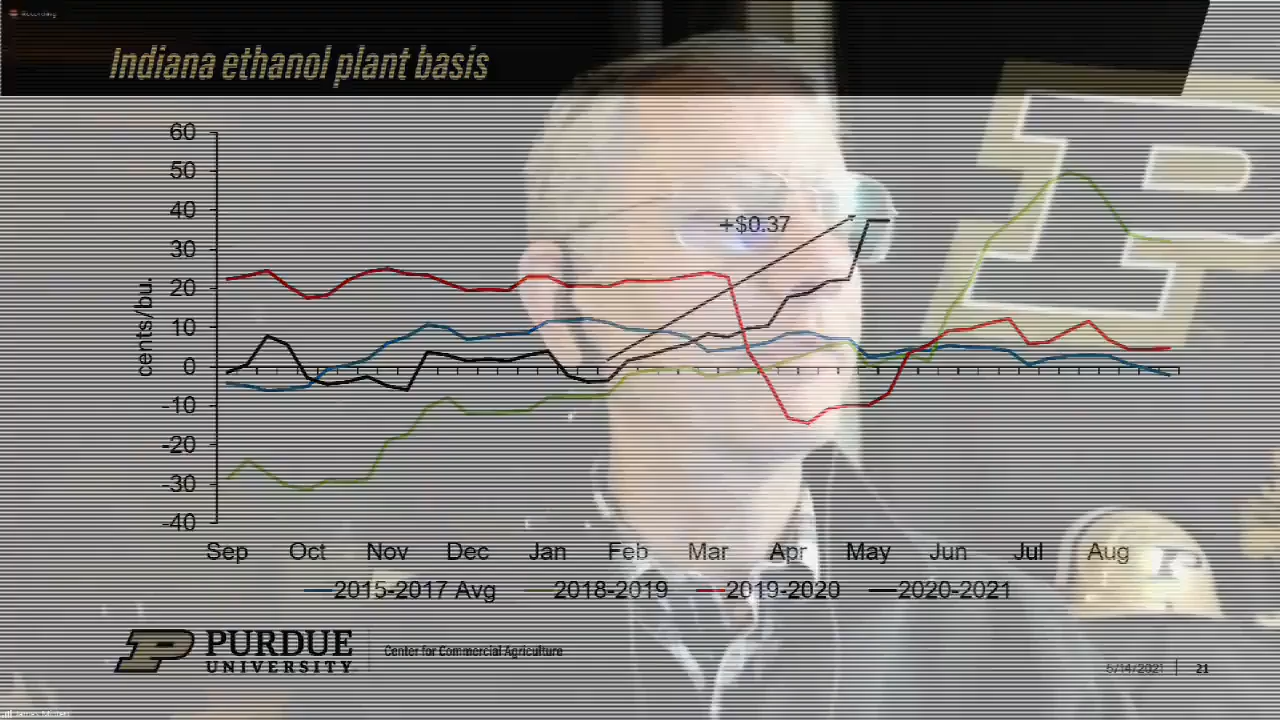 Recording
Indiana ethanol plant basis
60
50
40
30
20
10
0
-10
-20
-30
-40
cents/bu.
+$0.37
Sep Oct Nov Dec Jan Feb Mar Apr May Jun Jul Aug
2015-2017 Avg 2018-2019 2019-2020 2020-2021
P PURDUE
UNIVERSITY
Center for Commercial Agriculture
5/14/2021 | 21